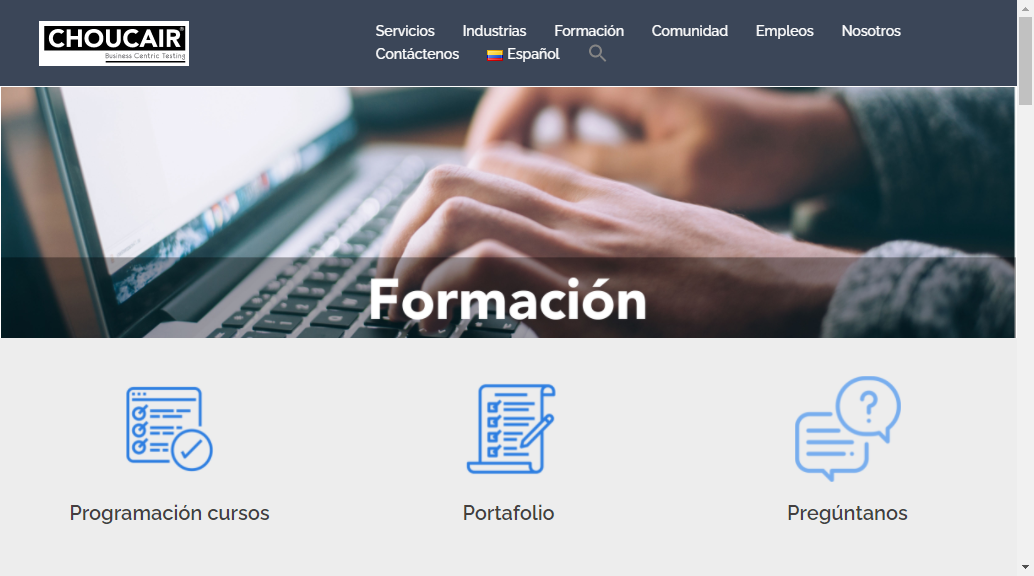 CHOUCAIR
Business Centric Testing
Servicios Industrias Formación Comunidad Empleos Nosotros
Contáctenos Español
Formación
Programación cursos Portafolio Pregúntanos